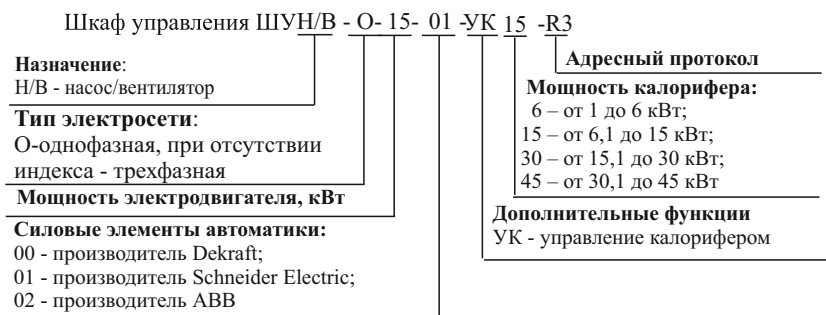 Шкаф управления ШУН/В - О- 15- 01 -УК 15 -R3
Назначение:
Н/В - насос/вентилятор
Тип электросети:
О-однофазная, при отсутствии
индекса - трехфазная
Мощность электродвигателя, кВт
Силовые элементы автоматики:
00 - производитель Dekraft;
01 - производитель Schneider Electric;
02 - производитель ABB
Адресный протокол
Мощность калорифера:
6 – от 1 до 6 кВт;
15 – от 6,1 до 15 кВт;
30 – от 15,1 до 30 кВт;
45 – от 30,1 до 45 кВт
Дополнительные функции
УК - управление калорифером